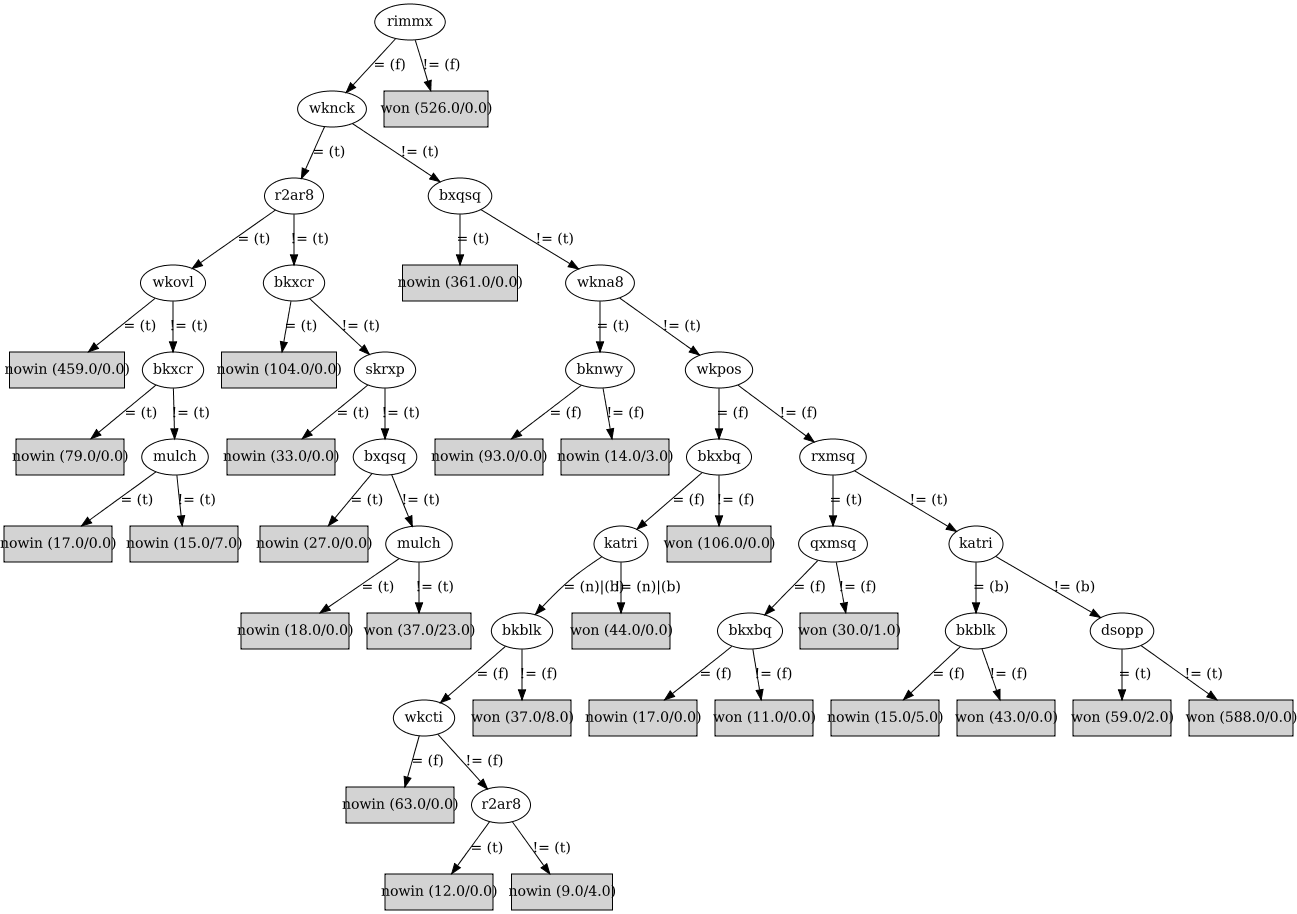 rimmx
= (f)
!= (f)
wknck
won (526.0/0.0)
= (t)
!= (t)
r2ar8
bxqsq
= (t)
!= (t)
= (t)
!= (t)
wkovl
bkxcr
nowin (361.0/0.0)
wkna8
= (t)
!= (t)
= (t)
!= (t)
= (t)
!= (t)
nowin (459.0/0.0)
bkxcr
nowin (104.0/0.0)
skrxp
bknwy
wkpos
= (t)
!= (t)
= (t)
!= (t)
= (f)
!= (f)
= (f)
!= (f)
nowin (79.0/0.0)
mulch
nowin (33.0/0.0)
bxqsq
nowin (93.0/0.0)
nowin (14.0/3.0)
bkxbq
rxmsq
= (t)
!= (t)
= (t)
!= (t)
= (f)
!= (f)
= (t)
!= (t)
nowin (17.0/0.0)
nowin (15.0/7.0)
nowin (27.0/0.0)
mulch
katri
won (106.0/0.0)
qxmsq
katri
= (t)
!= (t)
= (n)|(b)
!= (n)|(b)
= (f)
!= (f)
= (b)
!= (b)
nowin (18.0/0.0)
won (37.0/23.0)
bkblk
won (44.0/0.0)
bkxbq
won (30.0/1.0)
bkblk
dsopp
= (f)
!= (f)
= (f)
!= (f)
= (f)
!= (f)
= (t)
!= (t)
wkcti
won (37.0/8.0)
nowin (17.0/0.0)
won (11.0/0.0)
nowin (15.0/5.0)
won (43.0/0.0)
won (59.0/2.0)
won (588.0/0.0)
= (f)
!= (f)
nowin (63.0/0.0)
r2ar8
= (t)
!= (t)
nowin (12.0/0.0)
nowin (9.0/4.0)